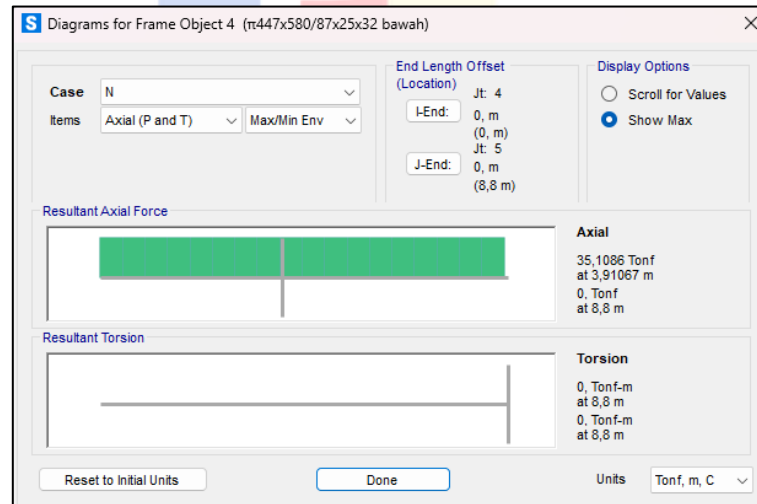 Diagrams for Frame Object 4 (π447x580/87x25x32 bawah)
Case N
Items Axial (P and T) Max/Min Env
End Length Offset
(Location)
Jt: 4
I-End: 0, m
(0, m)
Jt: 5
J-End: 0, m
(8,8 m)
Display Options
Scroll for Values
Show Max
Resultant Axial Force
Axial
35,1086 Tonf
at 3,91067 m
0, Tonf
at 8,8 m
Resultant Torsion
Torsion
0, Tonf-m
at 8,8 m
0, Tonf-m
at 8,8 m
Reset to Initial Units
Done
Units Tonf, m, C